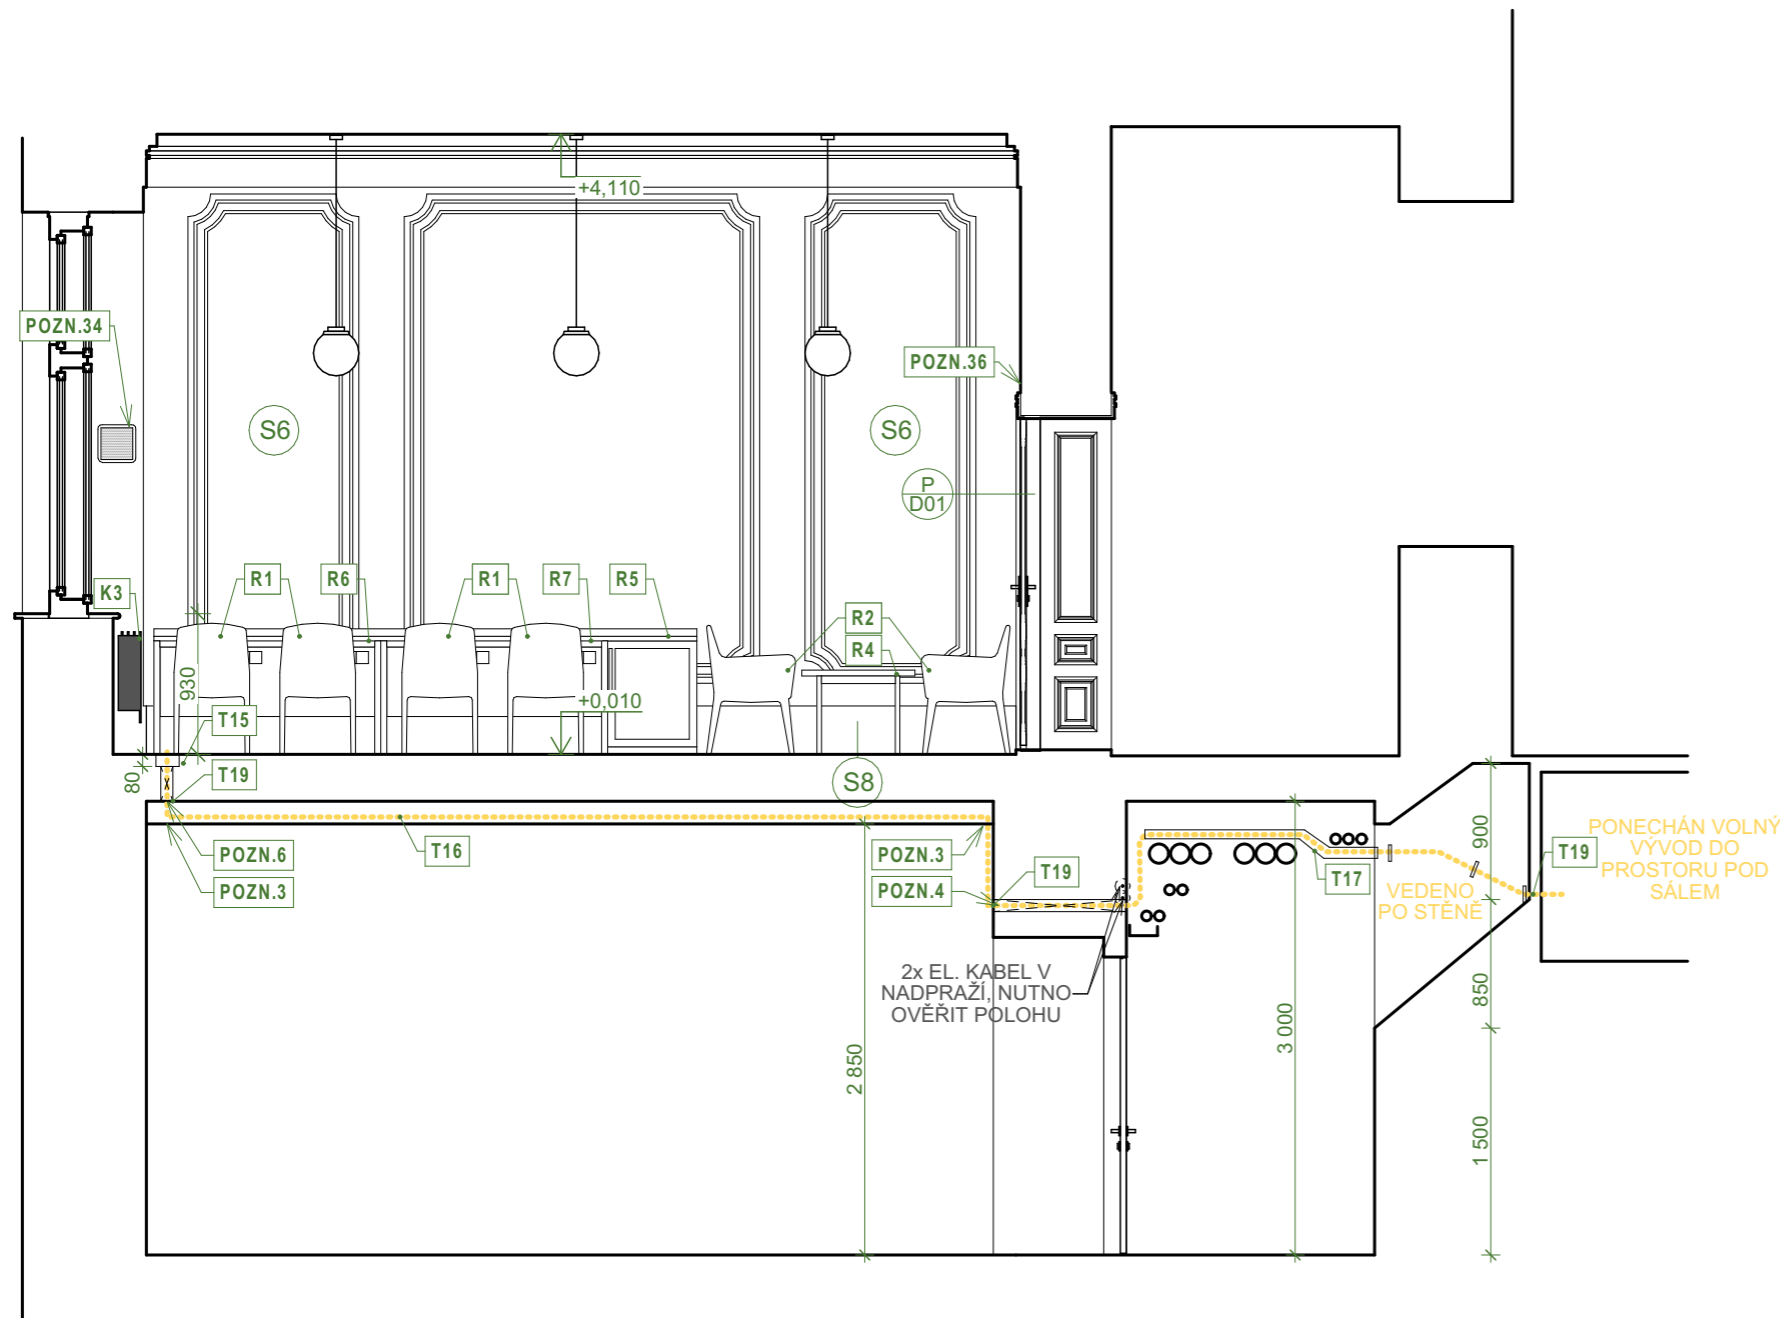 +4,110
POZN.34
POZN.36
S6
S6
P
D01
K3
R1
R6
R1
R7
R5
R2
R4
930
+0,010
T15
80
T19
S8
POZN.6
POZN.3
T16
POZN.3
POZN.4
T19
T17
900
PONECHÁN VOLNÝ
VÝVOD DO
PROSTORU POD
SÁLEM
T19
VEDENO
PO STĚNĚ
2x EL. KABEL V
NADPRAŽÍ, NUTNO
OVĚŘIT POLOHU
850
3 000
2 850
1 500